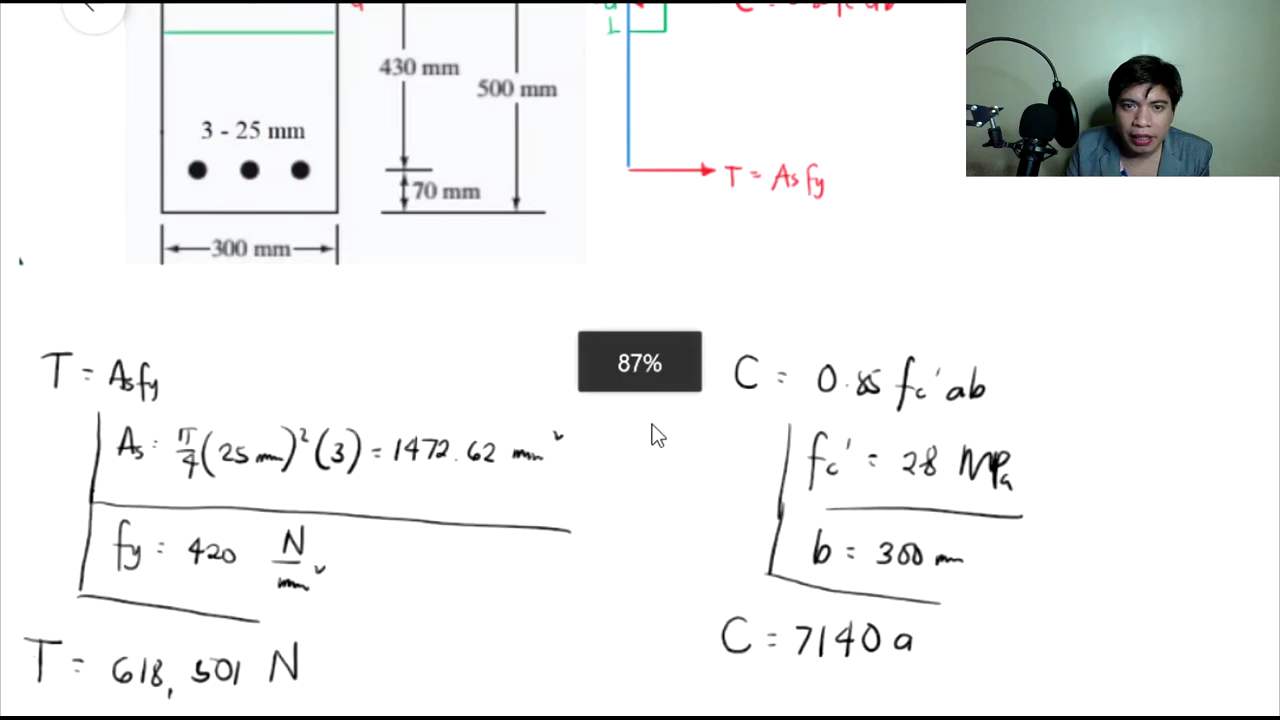 430 mm
500 mm
3 - 25 mm
70 mm
300 mm
T = As fy
87%
T = Asfy
As = π/4 (25 mm)² (3) = 1472.62 mm²
fy = 420 N/mm²
T = 618,501 N
C = 0.85 fc' ab
fc' = 28 MPa
b = 300 mm
C = 7140 a